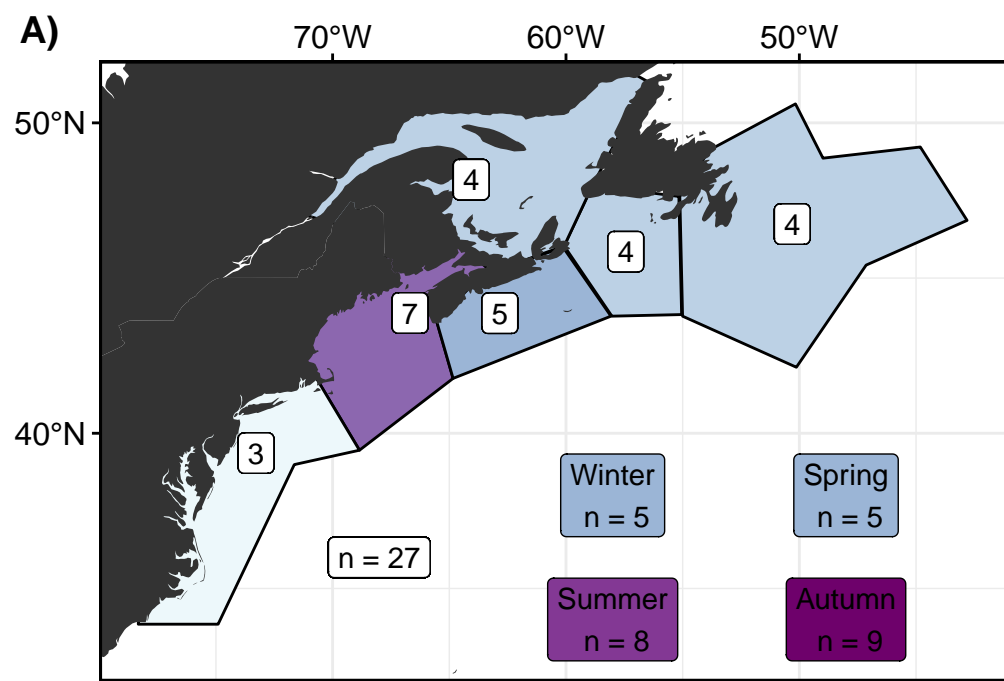 A)
70°W 60°W 50°W
50°N
40°N
4
4
4
7
5
3
n = 27
Winter
n = 5
Spring
n = 5
Summer
n = 8
Autumn
n = 9